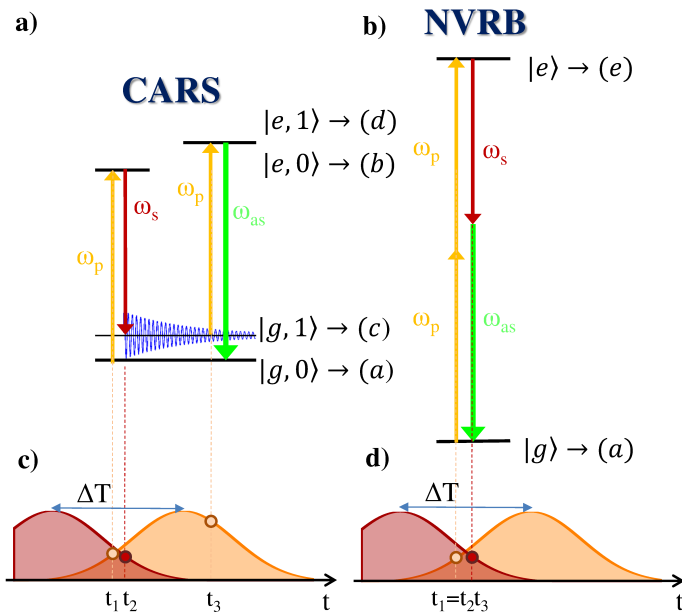 a)
CARS
|e, 1⟩ → (d)
|e, 0⟩ → (b)
ωp
ωs
ωp
ωas
|g, 1⟩ → (c)
|g, 0⟩ → (a)
b)
NVRB
|e⟩ → (e)
ωp
ωs
ωp
ωas
|g⟩ → (a)
c)
ΔT
t1 t2 t3 t
d)
ΔT
t1=t2t3 t